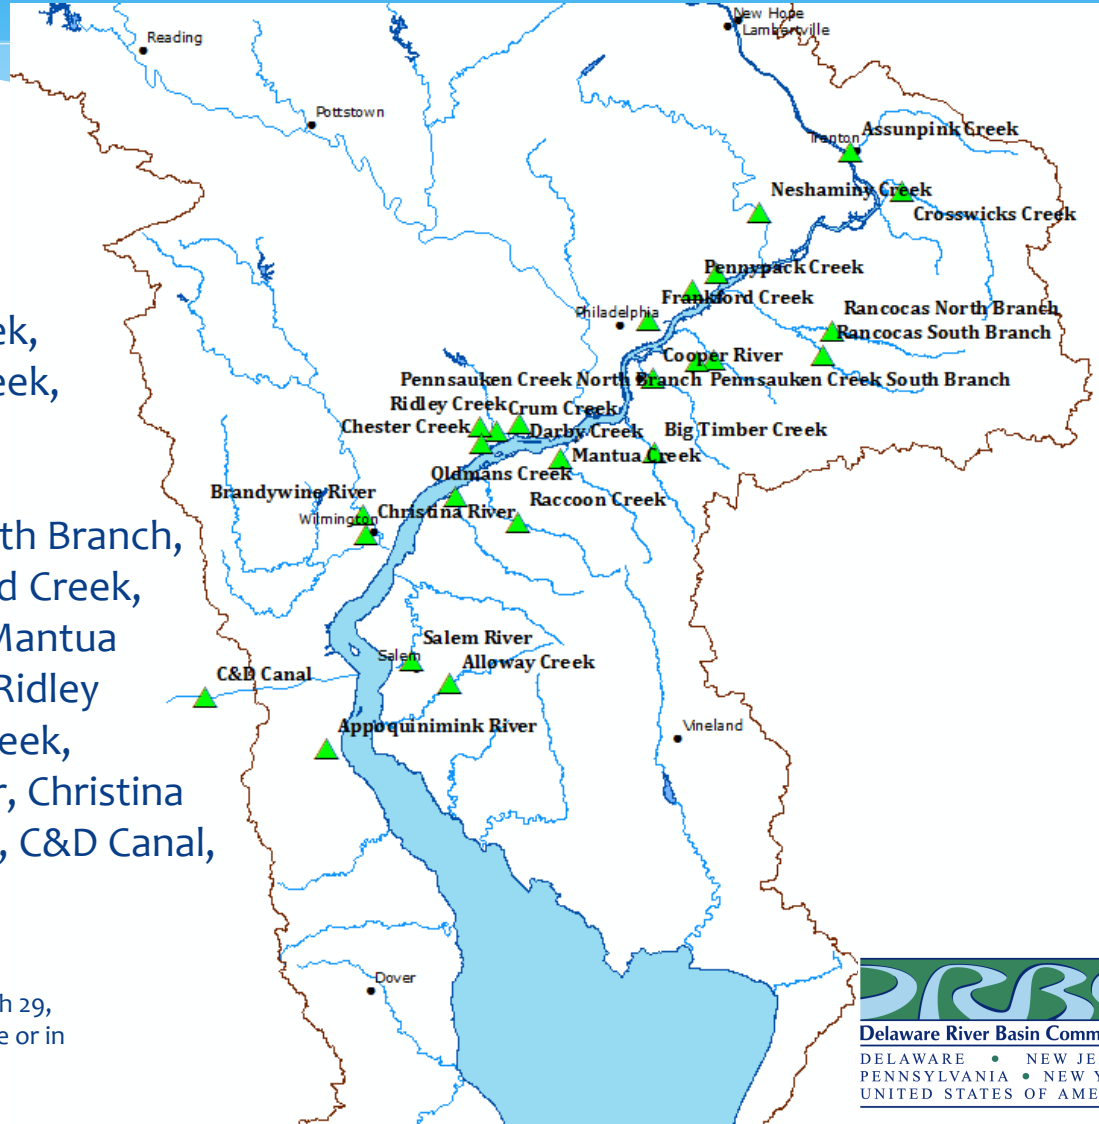 New Hope
Lambertville
Reading
Pottstown
Trenton
Assunpink Creek
Neshaminy Creek
Crosswicks Creek
Pennypack Creek
Frankford Creek
Philadelphia
Rancocas North Branch
Rancocas South Branch
Cooper River
Pennsauken Creek North Branch
Pennsauken Creek South Branch
Ridley Creek
Crum Creek
Chester Creek
Darby Creek
Big Timber Creek
Mantua Creek
Oldmans Creek
Raccoon Creek
Brandywine River
Wilmington
Christina River
Salem River
Salem
Alloway Creek
C&D Canal
Appoquinimink River
Vineland
Dover
ek,
eek,
th Branch,
d Creek,
Mantua
Ridley
eek,
r, Christina
, C&D Canal,
h 29,
e or in
DRBC
Delaware River Basin Comm
DELAWARE • NEW JE
PENNSYLVANIA • NEW Y
UNITED STATES OF AME